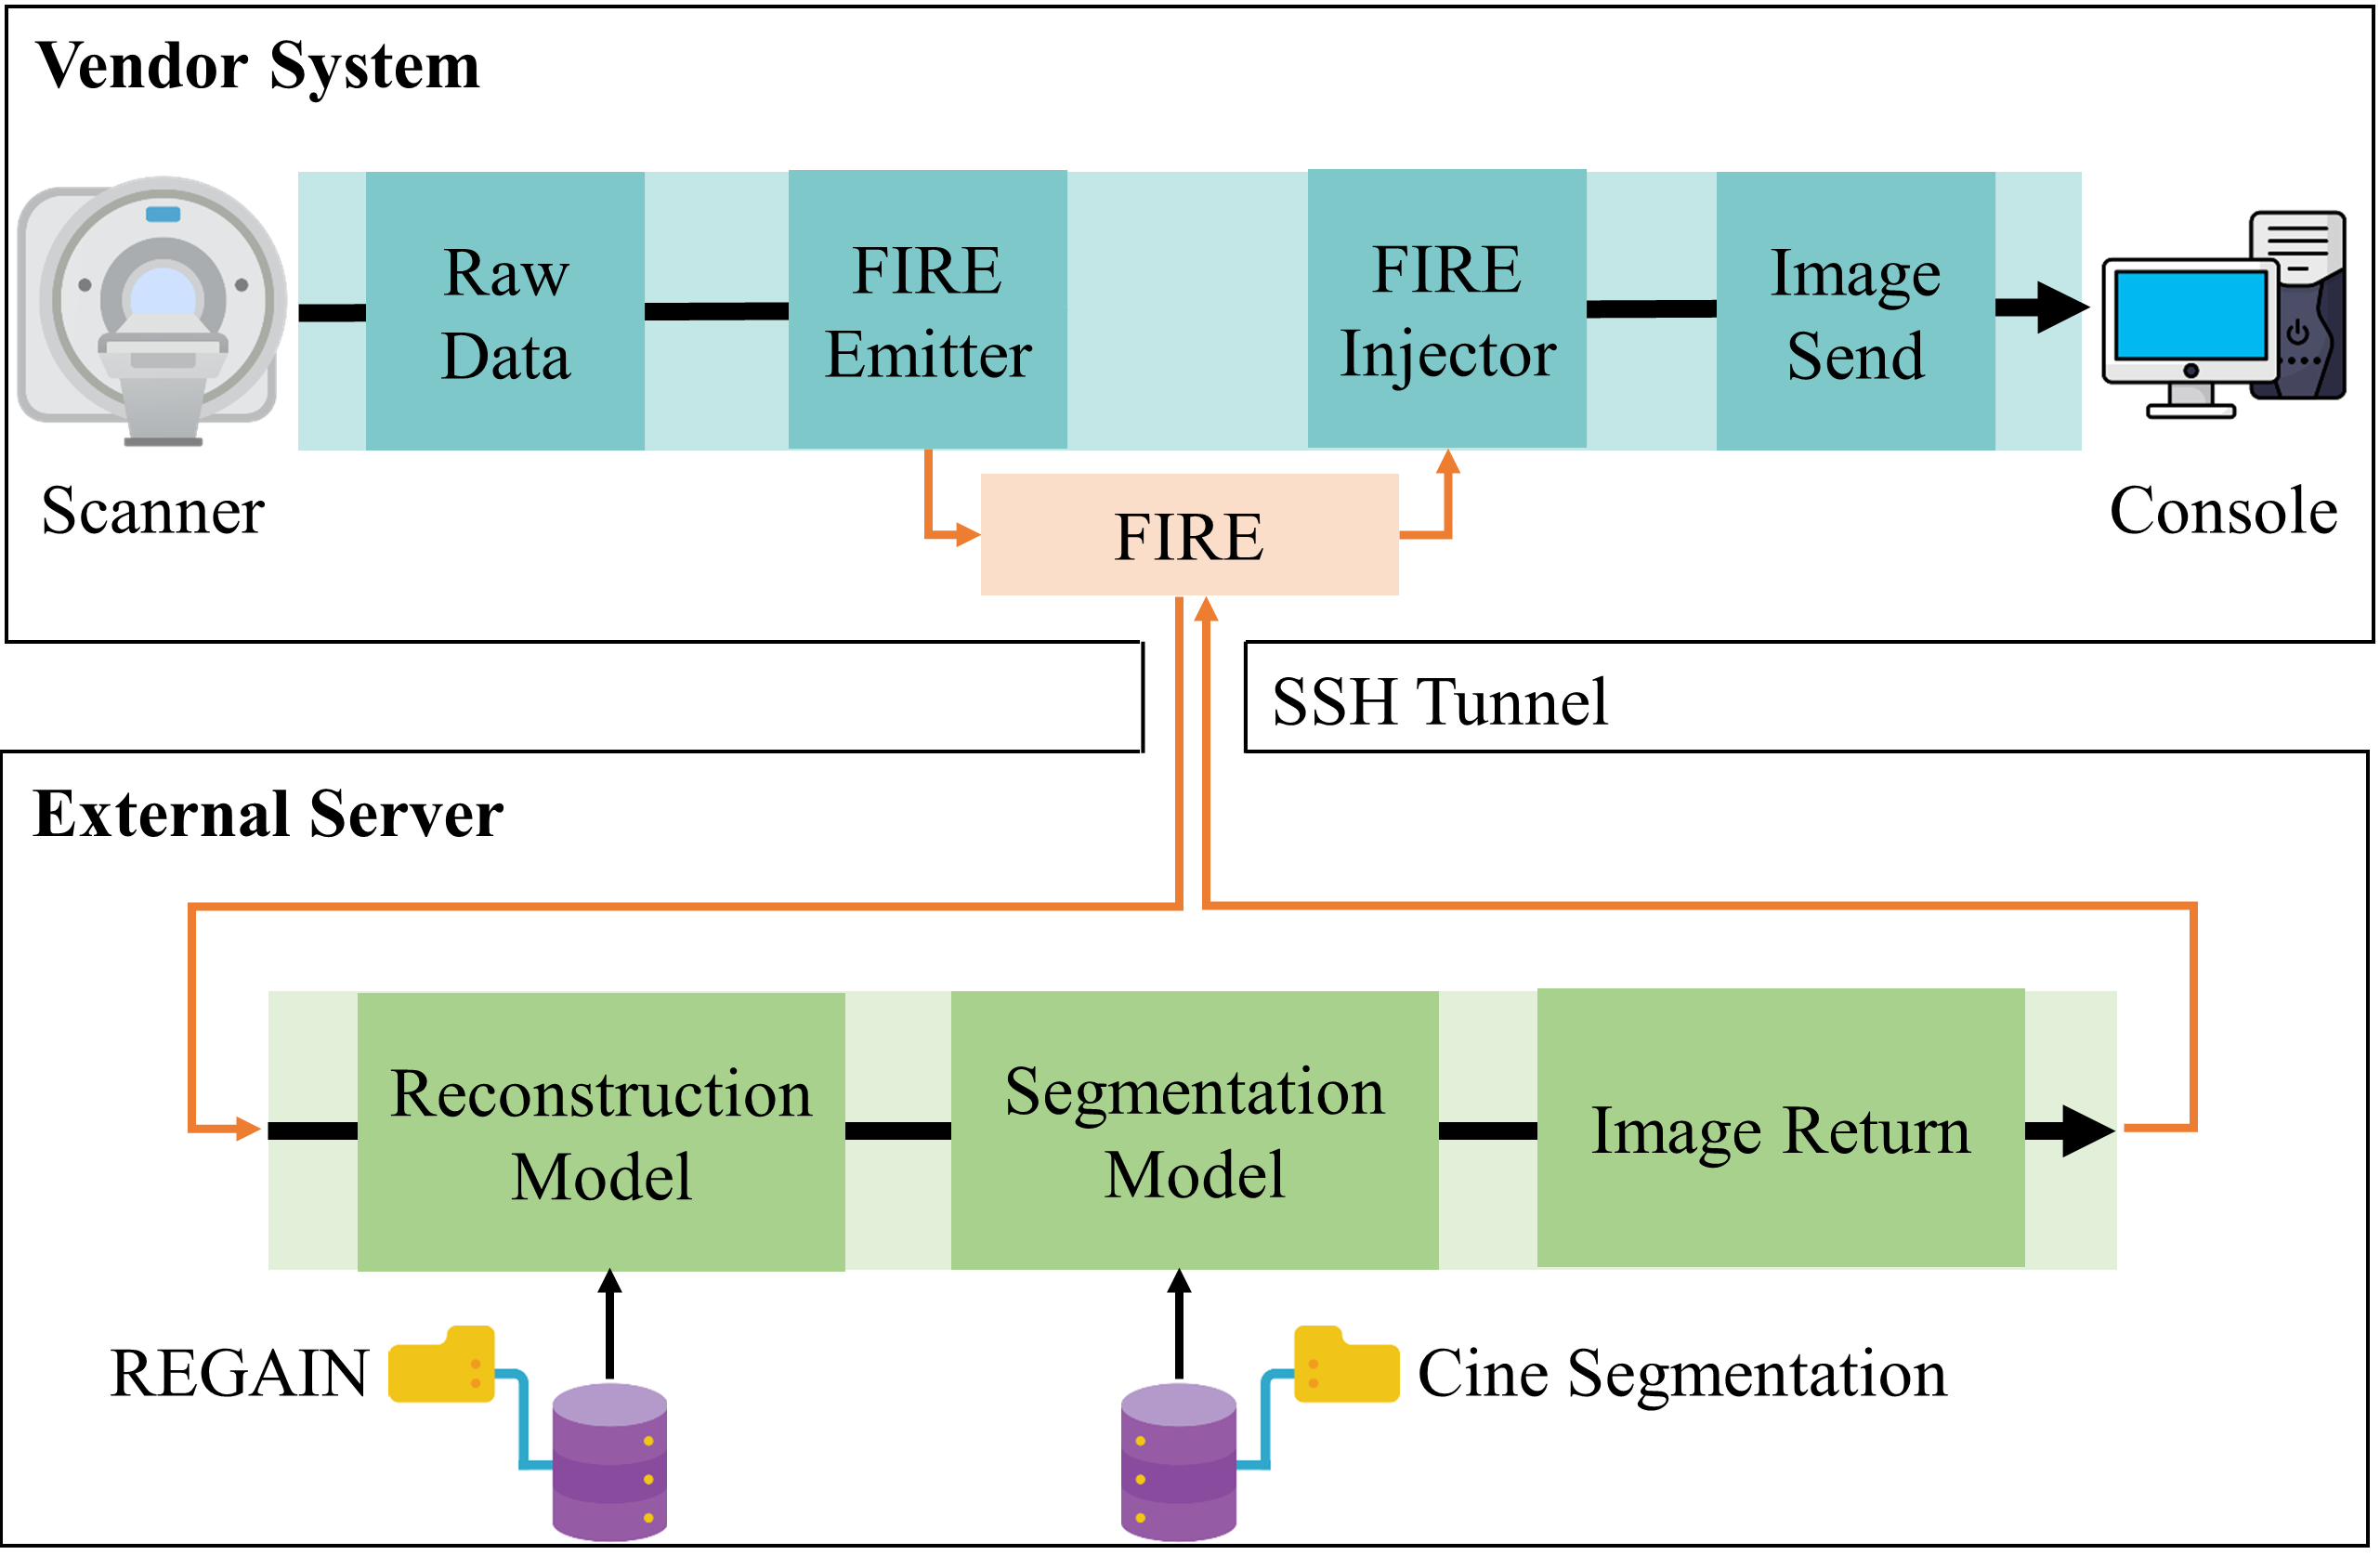 Vendor System
Raw
Data
FIRE
Emitter
FIRE
Injector
Image
Send
Scanner
Console
FIRE
SSH Tunnel
External Server
Reconstruction
Model
Segmentation
Model
Image Return
REGAIN
Cine Segmentation